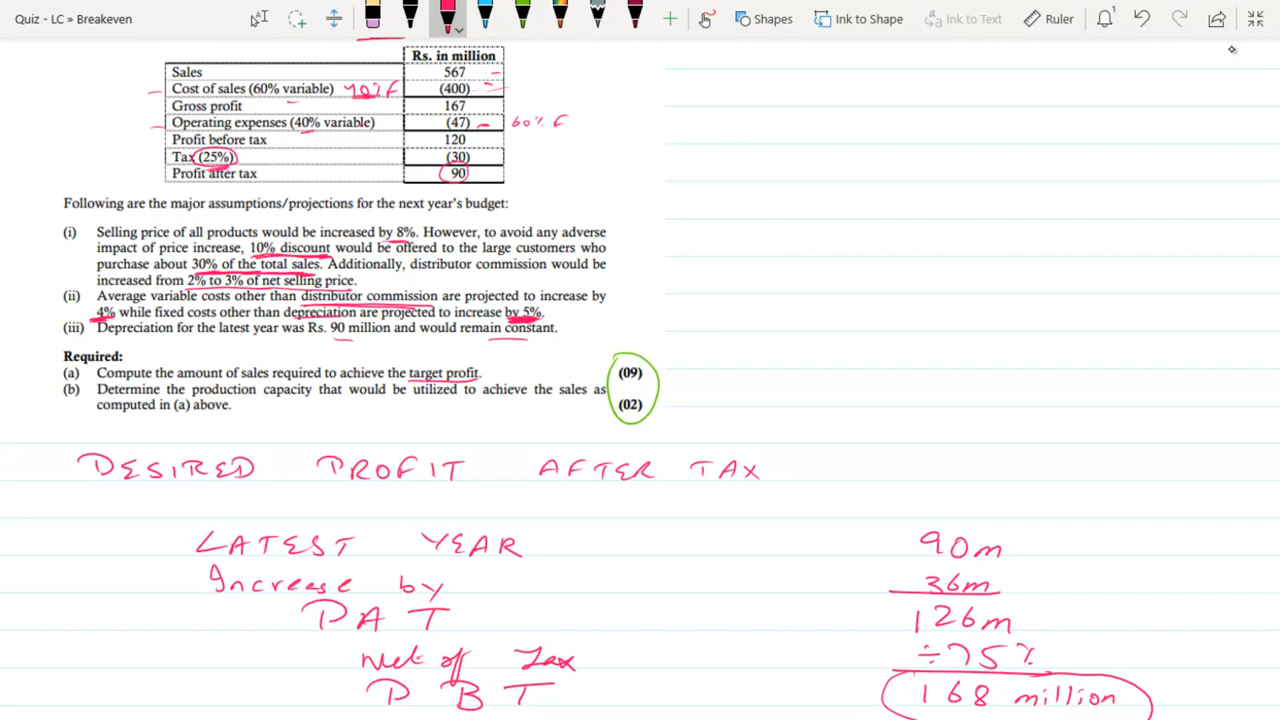 Quiz - LC » Breakeven
Shapes Ink to Shape Ink to Text Ruler
Rs. in million
Sales 567
Cost of sales (60% variable) 40% F (400)
Gross profit 167
Operating expenses (40% variable) (47) 60% F
Profit before tax 120
Tax (25%) (30)
Profit after tax 90
Following are the major assumptions/projections for the next year's budget:
(i) Selling price of all products would be increased by 8%. However, to avoid any adverse
impact of price increase, 10% discount would be offered to the large customers who
purchase about 30% of the total sales. Additionally, distributor commission would be
increased from 2% to 3% of net selling price.
(ii) Average variable costs other than distributor commission are projected to increase by
4% while fixed costs other than depreciation are projected to increase by 5%.
(iii) Depreciation for the latest year was Rs. 90 million and would remain constant.
Required:
(a) Compute the amount of sales required to achieve the target profit. (09)
(b) Determine the production capacity that would be utilized to achieve the sales as
computed in (a) above. (02)
DESIRED PROFIT AFTER TAX
LATEST YEAR 90m
Increase by 36m
PAT 126m
Net of Tax ÷75%
PBT 168 million